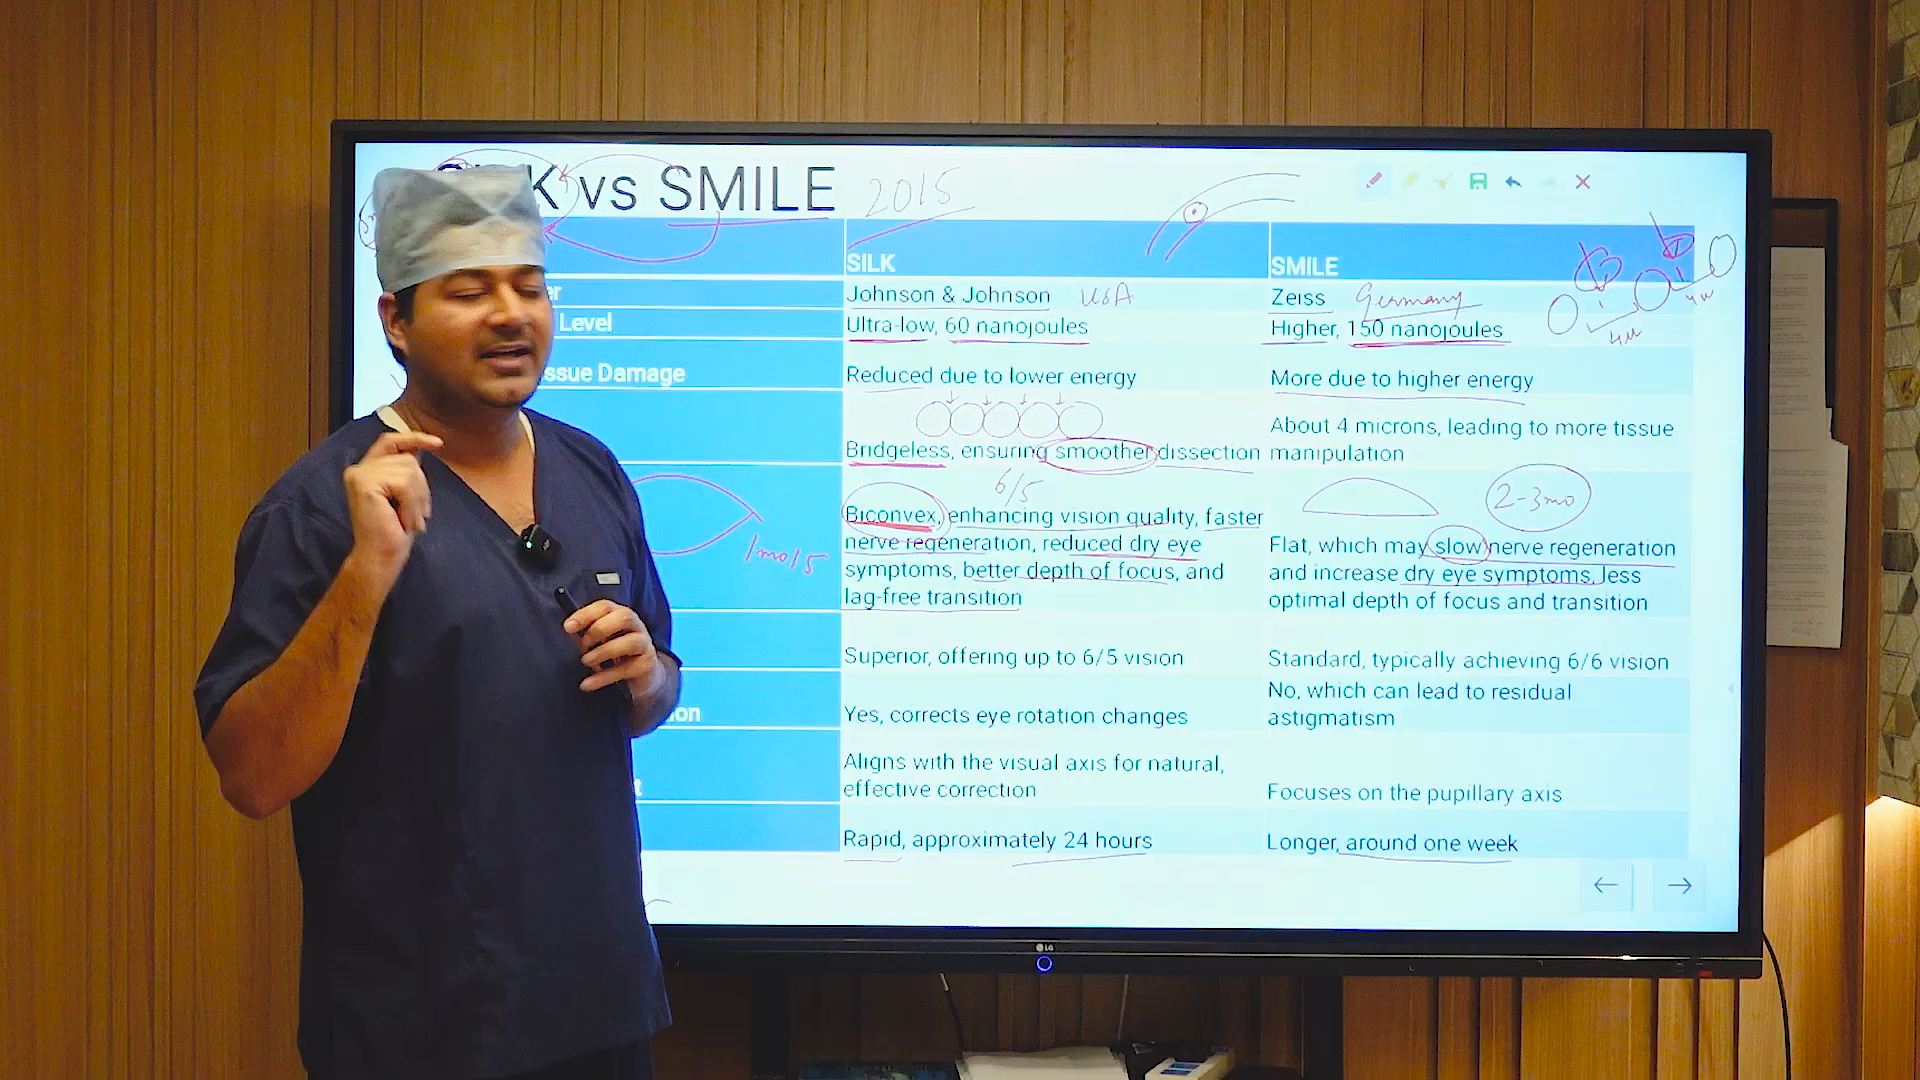 K vs SMILE 2015
SILK
SMILE
er
Johnson & Johnson USA
Zeiss Germany
Level
Ultra-low, 60 nanojoules
Higher, 150 nanojoules
4µ
4µ
ssue Damage
Reduced due to lower energy
More due to higher energy
Bridgeless, ensuring smoother dissection
About 4 microns, leading to more tissue
manipulation
6/5
2-3mo
Biconvex, enhancing vision quality, faster
nerve regeneration, reduced dry eye
symptoms, better depth of focus, and
lag-free transition
Flat, which may slow nerve regeneration
and increase dry eye symptoms, less
optimal depth of focus and transition
Superior, offering up to 6/5 vision
Standard, typically achieving 6/6 vision
on
Yes, corrects eye rotation changes
No, which can lead to residual
astigmatism
t
Aligns with the visual axis for natural,
effective correction
Focuses on the pupillary axis
Rapid, approximately 24 hours
Longer, around one week
LG